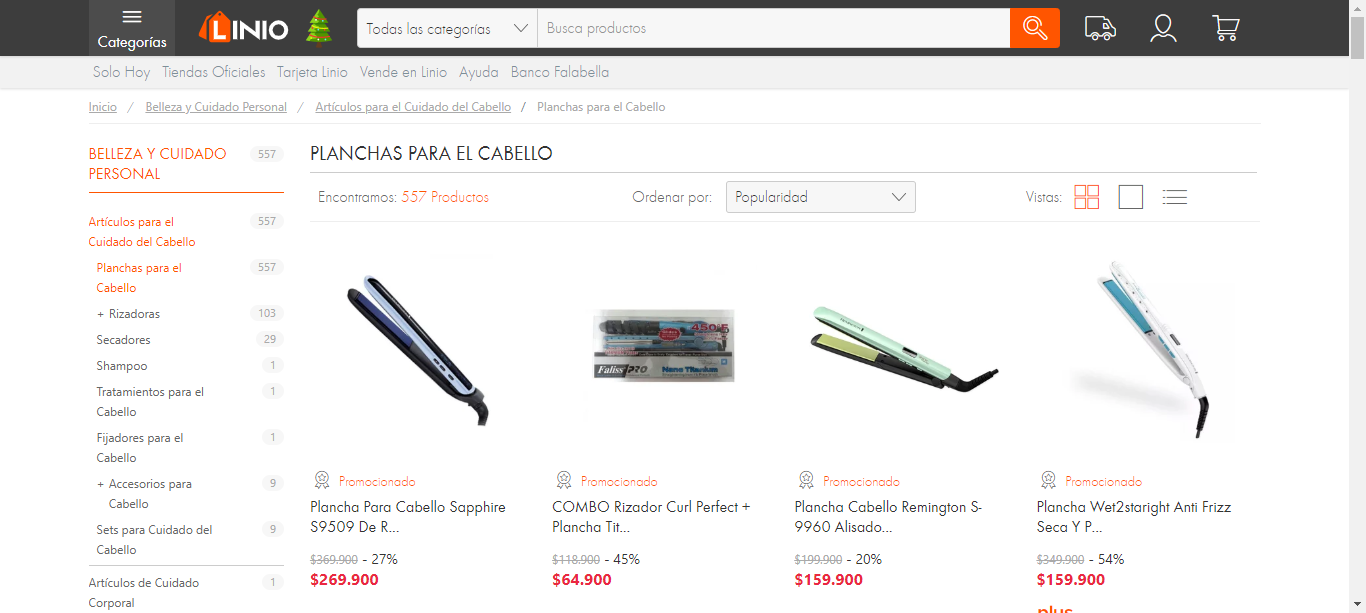 Categorías
LINIO
Todas las categorías
Busca productos
Solo Hoy Tiendas Oficiales Tarjeta Linio Vende en Linio Ayuda Banco Falabella
Inicio / Belleza y Cuidado Personal / Artículos para el Cuidado del Cabello / Planchas para el Cabello
BELLEZA Y CUIDADO 557
PERSONAL
Artículos para el 557
Cuidado del Cabello
Planchas para el 557
Cabello
+ Rizadoras 103
Secadores 29
Shampoo 1
Tratamientos para el 1
Cabello
Fijadores para el 1
Cabello
+ Accesorios para 9
Cabello
Sets para Cuidado del 9
Cabello
Artículos de Cuidado 1
Corporal
PLANCHAS PARA EL CABELLO
Encontramos: 557 Productos
Ordenar por: Popularidad
Vistas:
Promocionado
Plancha Para Cabello Sapphire
S9509 De R...
$369.900 - 27%
$269.900
450°F
Faliss PRO Nano Titanium
Promocionado
COMBO Rizador Curl Perfect +
Plancha Tit...
$118.900 - 45%
$64.900
Promocionado
Plancha Cabello Remington S-
9960 Alisado...
$199.900 - 20%
$159.900
Promocionado
Plancha Wet2staright Anti Frizz
Seca Y P...
$349.900 - 54%
$159.900
plus